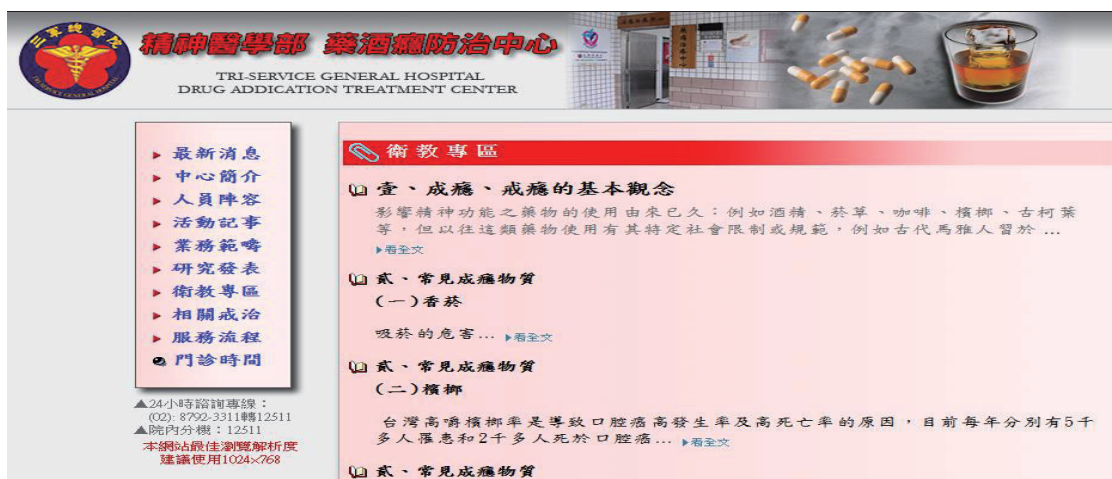 三軍總醫院
TRI-SERVICE GENERAL HOSPITAL
精神醫學部 藥酒癮防治中心
TRI-SERVICE GENERAL HOSPITAL
DRUG ADDICATION TREATMENT CENTER
最新消息
中心簡介
人員陣容
活動記事
業務範疇
研究發表
衛教專區
相關戒治
服務流程
門診時間
▲24小時諮詢專線：
(02): 8792-3311轉12511
▲院內分機：12511
本網站最佳瀏覽解析度
建議使用1024×768
衛教專區
壹、成癮、戒癮的基本觀念
影響精神功能之藥物的使用由來已久：例如酒精、菸草、咖啡、檳榔、古柯葉
等，但以往這類藥物使用有其特定社會限制或規範，例如古代馬雅人習於 ...
▶看全文
貳、常見成癮物質
(一)香菸
吸菸的危害... ▶看全文
貳、常見成癮物質
(二)檳榔
台灣高嚼檳榔率是導致口腔癌高發生率及高死亡率的原因，目前每年分別有5千
多人罹患和2千多人死於口腔癌... ▶看全文
貳、常見成癮物質